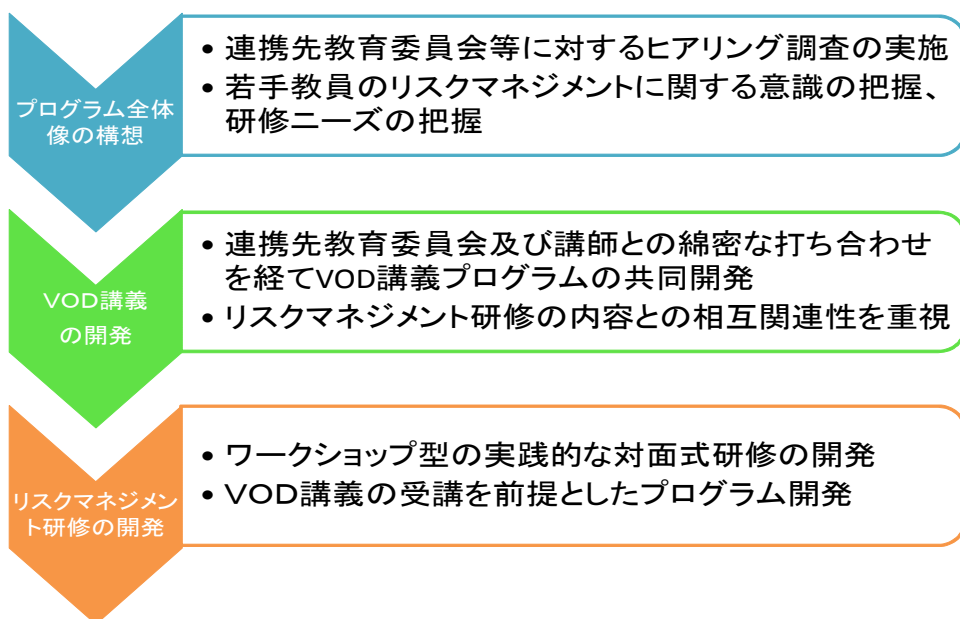 プログラム全体
像の構想
• 連携先教育委員会等に対するヒアリング調査の実施
• 若手教員のリスクマネジメントに関する意識の把握、
研修ニーズの把握
VOD講義
の開発
• 連携先教育委員会及び講師との綿密な打ち合わせ
を経てVOD講義プログラムの共同開発
• リスクマネジメント研修の内容との相互関連性を重視
リスクマネジメン
ト研修の開発
• ワークショップ型の実践的な対面式研修の開発
• VOD講義の受講を前提としたプログラム開発